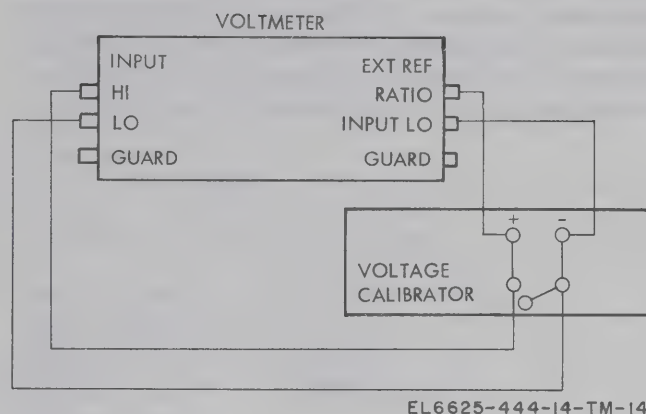 VOLTMETER
INPUT
HI
LO
GUARD
EXT REF
RATIO
INPUT LO
GUARD
+ -
VOLTAGE
CALIBRATOR
EL6625-444-14-TM-14